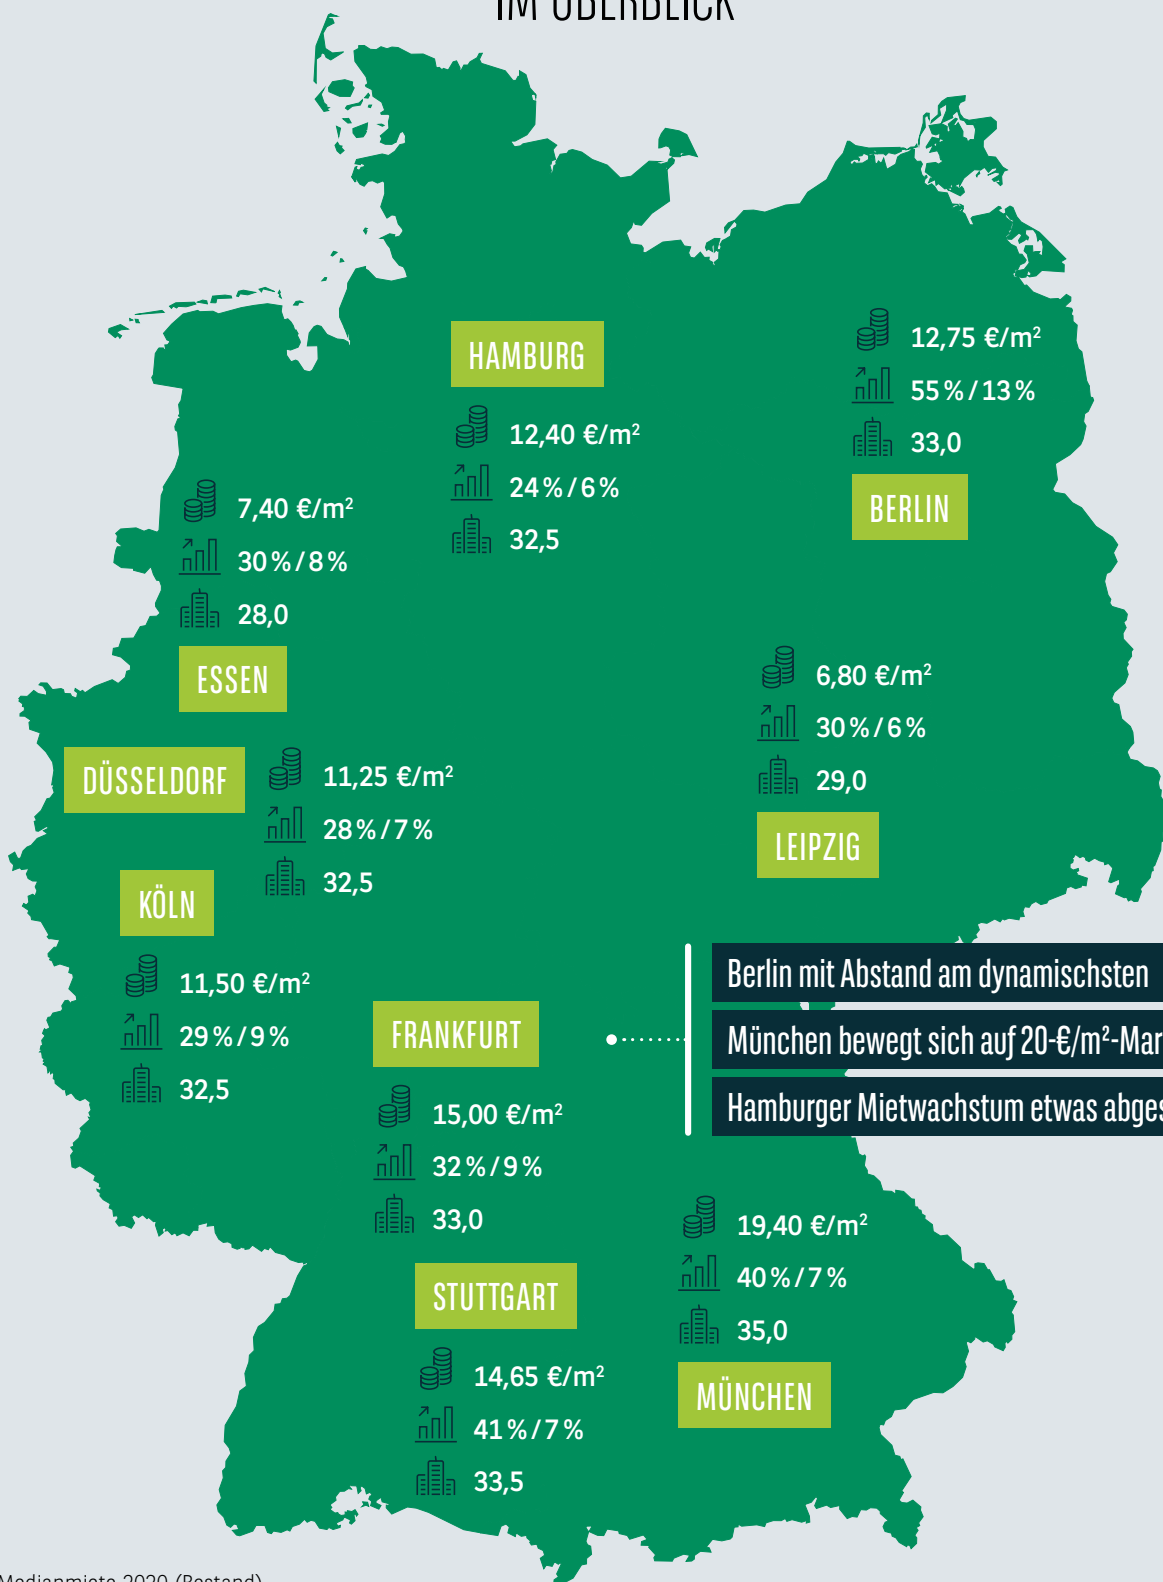 IM ÜBERBLICK
HAMBURG
12,40 €/m²
24 % / 6 %
32,5
12,75 €/m²
55 % / 13 %
33,0
BERLIN
7,40 €/m²
30 % / 8 %
28,0
ESSEN
6,80 €/m²
30 % / 6 %
29,0
LEIPZIG
DÜSSELDORF
11,25 €/m²
28 % / 7 %
32,5
KÖLN
11,50 €/m²
29 % / 9 %
32,5
Berlin mit Abstand am dynamischsten
München bewegt sich auf 20-€/m²-Mar
Hamburger Mietwachstum etwas abges
FRANKFURT
15,00 €/m²
32 % / 9 %
33,0
19,40 €/m²
40 % / 7 %
35,0
MÜNCHEN
STUTTGART
14,65 €/m²
41 % / 7 %
33,5
Medianmiete 2020 (Bestand)